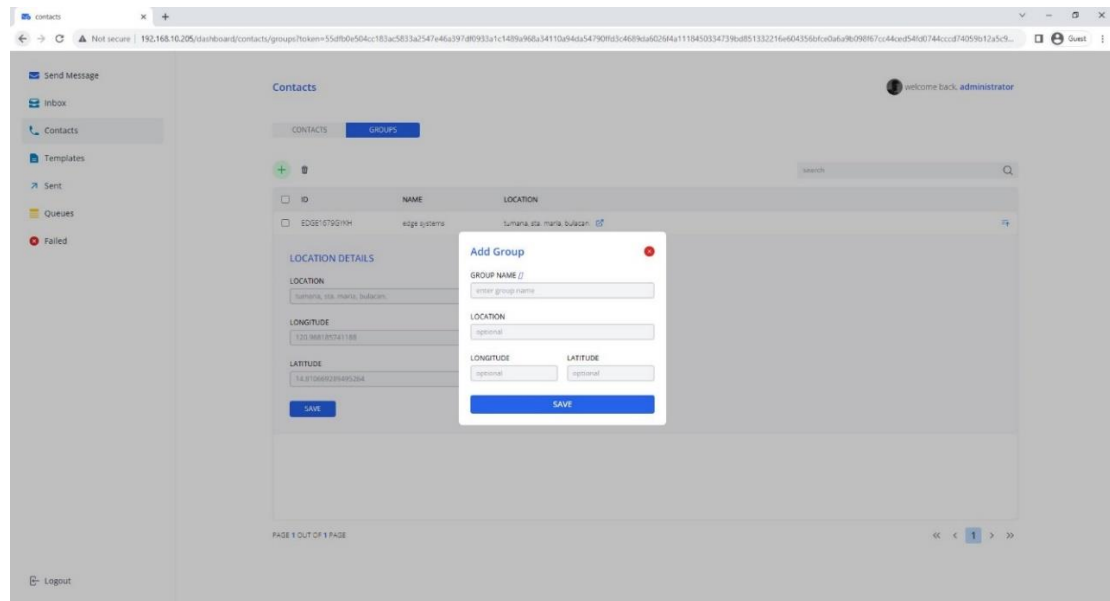 contacts
Not secure 192.168.10.205/dashboard/contacts/groups?token=
Guest
Send Message
Inbox
Contacts
Templates
Sent
Queues
Failed
Logout
Contacts
welcome back, administrator
CONTACTS GROUPS
search
ID NAME LOCATION
edge systems tumana, sta. maria, bulacan.
LOCATION DETAILS
LOCATION
tumana, sta. maria, bulacan.
LONGITUDE
LATITUDE
SAVE
Add Group
GROUP NAME []
enter group name
LOCATION
optional
LONGITUDE LATITUDE
optional optional
SAVE
PAGE 1 OUT OF 1 PAGE
« < 1 > »